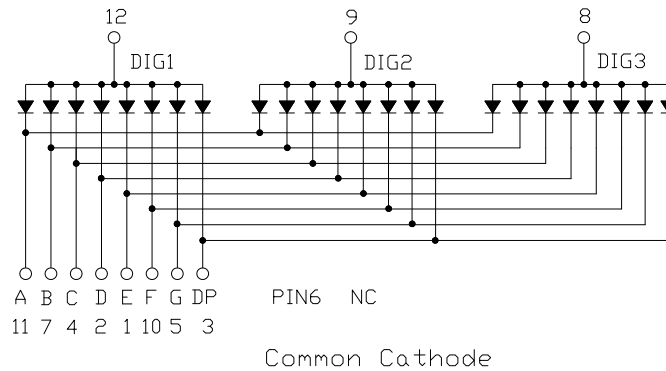 12 9 8
DIG1 DIG2 DIG3
A B C D E F G DP PIN6 NC
11 7 4 2 1 10 5 3
Common Cathode